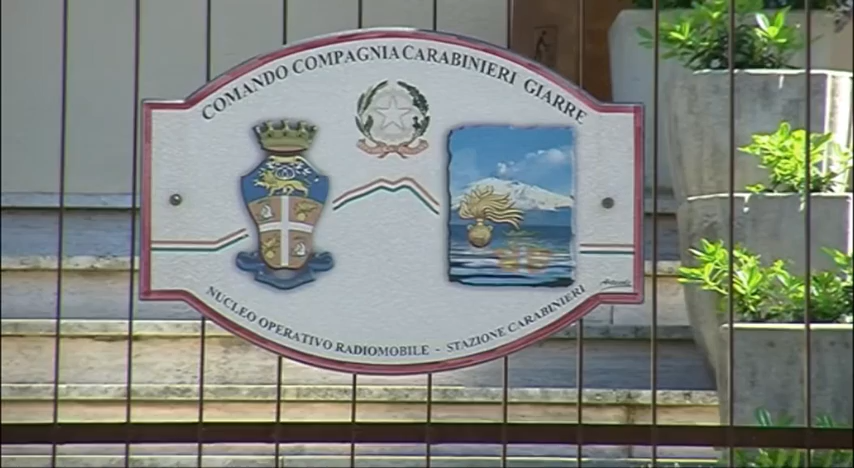 COMANDO COMPAGNIA CARABINIERI GIARRE
NUCLEO OPERATIVO RADIOMOBILE - STAZIONE CARABINIERI